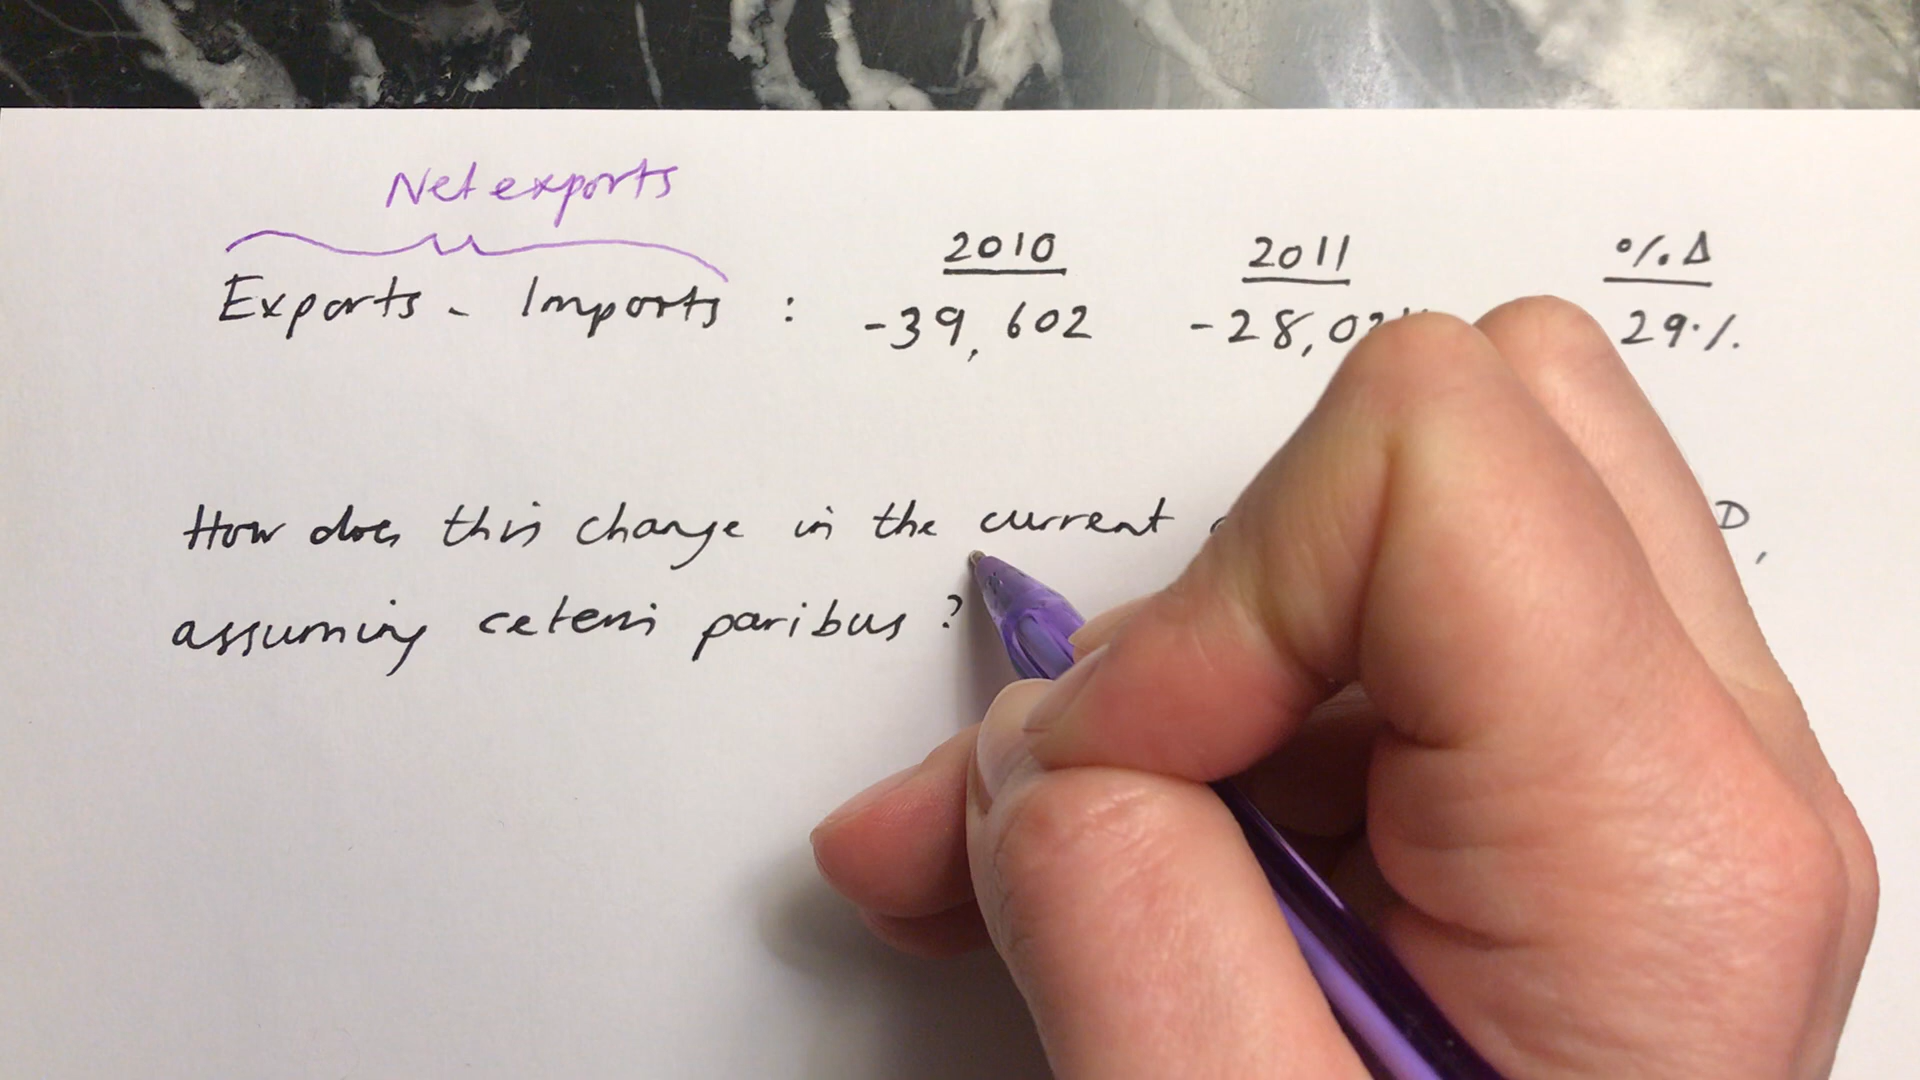 Net exports
2010 2011 %Δ
Exports - Imports : -39,602 -28,02 29%
How does this change in the current D,
assuming ceteris paribus ?